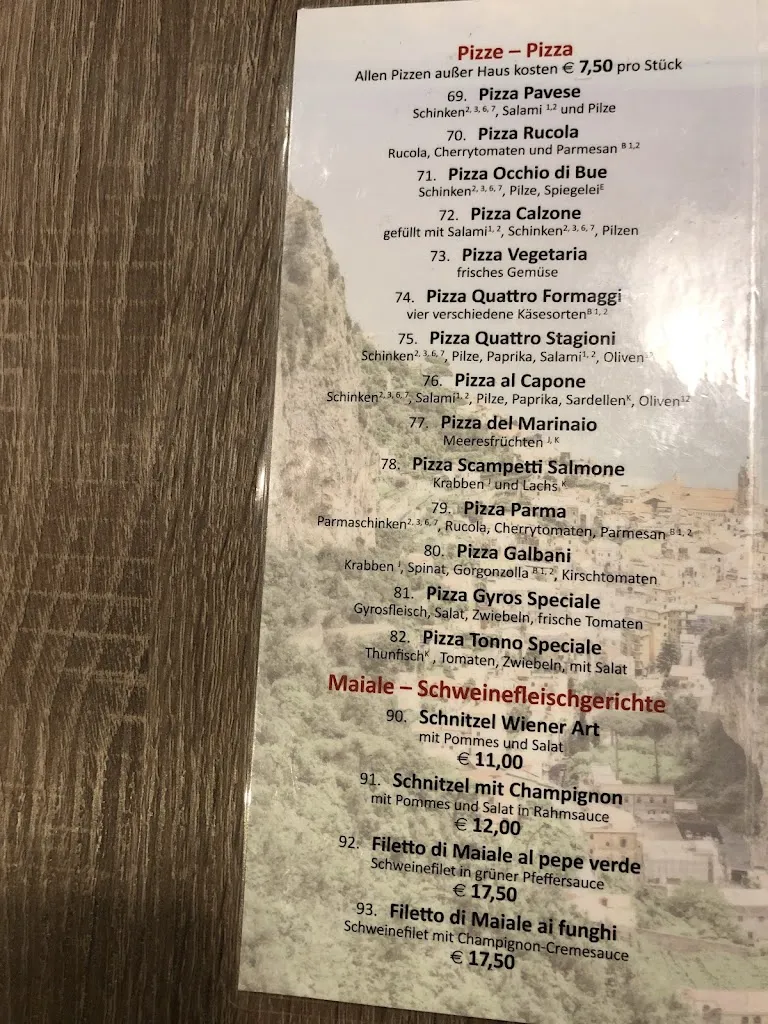 Pizze – Pizza
Allen Pizzen außer Haus kosten € 7,50 pro Stück
69. Pizza Pavese
Schinken2, 3, 6, 7, Salami 1,2 und Pilze
70. Pizza Rucola
Rucola, Cherrytomaten und Parmesan B 1,2
71. Pizza Occhio di Bue
Schinken2, 3, 6, 7, Pilze, SpiegeleiE
72. Pizza Calzone
gefüllt mit Salami1, 2, Schinken2, 3, 6, 7, Pilzen
73. Pizza Vegetaria
frisches Gemüse
74. Pizza Quattro Formaggi
vier verschiedene KäsesortenB 1, 2
75. Pizza Quattro Stagioni
Schinken2, 3, 6, 7, Pilze, Paprika, Salami1, 2, Oliven
76. Pizza al Capone
Schinken2, 3, 6, 7, Salami1, 2, Pilze, Paprika, SardellenK, Oliven12
77. Pizza del Marinaio
Meeresfrüchten J, K
78. Pizza Scampetti Salmone
Krabben J und Lachs K
79. Pizza Parma
Parmaschinken2, 3, 6, 7, Rucola, Cherrytomaten, Parmesan B 1, 2
80. Pizza Galbani
Krabben J, Spinat, Gorgonzolla B 1, 2, Kirschtomaten
81. Pizza Gyros Speciale
Gyrosfleisch, Salat, Zwiebeln, frische Tomaten
82. Pizza Tonno Speciale
ThunfischK , Tomaten, Zwiebeln, mit Salat
Maiale – Schweinefleischgerichte
90. Schnitzel Wiener Art
mit Pommes und Salat
€ 11,00
91. Schnitzel mit Champignon
mit Pommes und Salat in Rahmsauce
€ 12,00
92. Filetto di Maiale al pepe verde
Schweinefilet in grüner Pfeffersauce
€ 17,50
93. Filetto di Maiale ai funghi
Schweinefilet mit Champignon-Cremesauce
€ 17,50